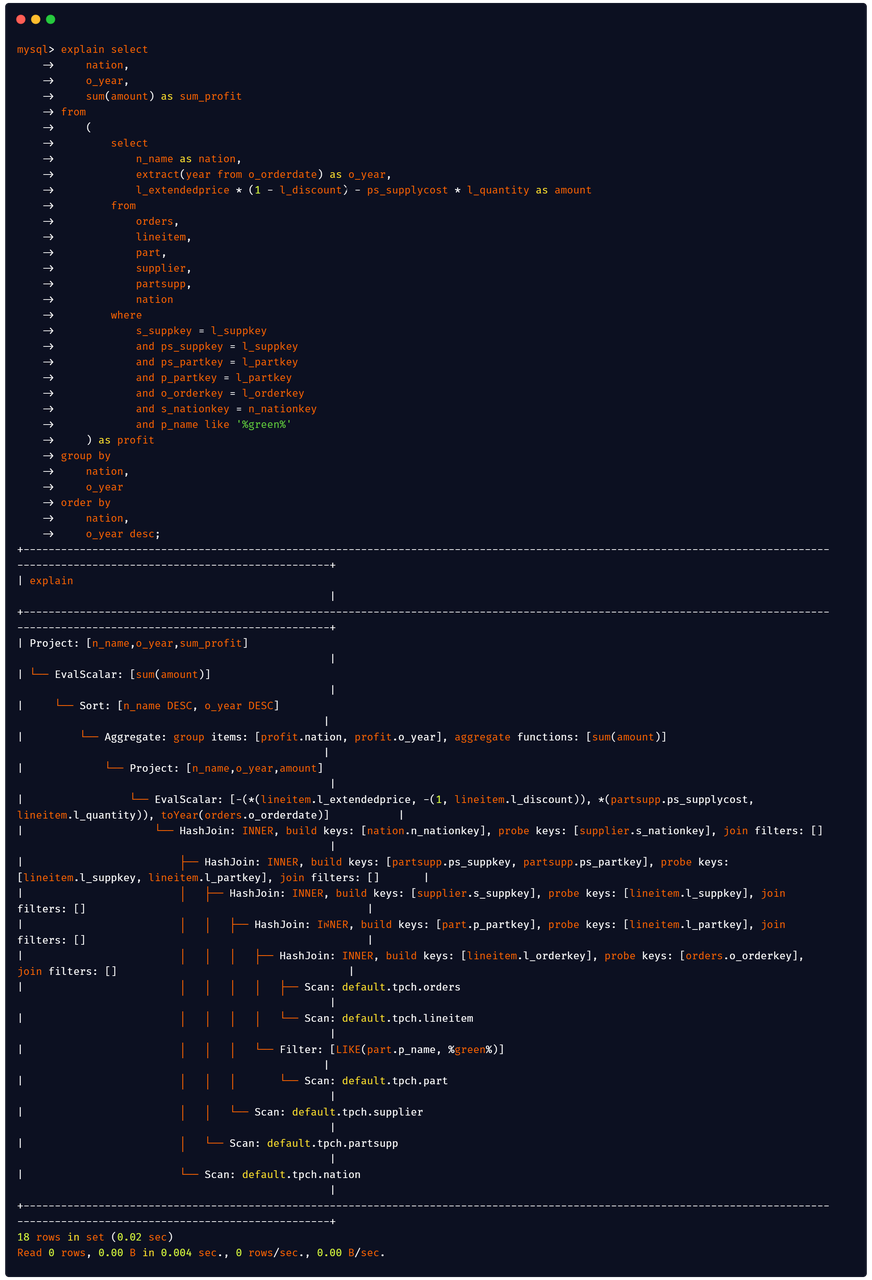 mysql> explain select
    ->     nation,
    ->     o_year,
    ->     sum(amount) as sum_profit
    -> from
    ->     (
    ->         select
    ->             n_name as nation,
    ->             extract(year from o_orderdate) as o_year,
    ->             l_extendedprice * (1 - l_discount) - ps_supplycost * l_quantity as amount
    ->         from
    ->             orders,
    ->             lineitem,
    ->             part,
    ->             supplier,
    ->             partsupp,
    ->             nation
    ->         where
    ->             s_suppkey = l_suppkey
    ->             and ps_suppkey = l_suppkey
    ->             and ps_partkey = l_partkey
    ->             and p_partkey = l_partkey
    ->             and o_orderkey = l_orderkey
    ->             and s_nationkey = n_nationkey
    ->             and p_name like '%green%'
    ->     ) as profit
    -> group by
    ->     nation,
    ->     o_year
    -> order by
    ->     nation,
    ->     o_year desc;
+---------------------------------------------------------------------------------------------------------------------------------
--------------------------------------------------+
| explain
                                                  |
+---------------------------------------------------------------------------------------------------------------------------------
--------------------------------------------------+
| Project: [n_name,o_year,sum_profit]
                                                  |
| └── EvalScalar: [sum(amount)]
                                                  |
|     └── Sort: [n_name DESC, o_year DESC]
                                                 |
|         └── Aggregate: group items: [profit.nation, profit.o_year], aggregate functions: [sum(amount)]
                                                 |
|             └── Project: [n_name,o_year,amount]
                                                  |
|                 └── EvalScalar: [-(*(lineitem.l_extendedprice, -(1, lineitem.l_discount)), *(partsupp.ps_supplycost,
lineitem.l_quantity)), toYear(orders.o_orderdate)]           |
|                     └── HashJoin: INNER, build keys: [nation.n_nationkey], probe keys: [supplier.s_nationkey], join filters: []
                                                  |
|                         ├── HashJoin: INNER, build keys: [partsupp.ps_suppkey, partsupp.ps_partkey], probe keys:
[lineitem.l_suppkey, lineitem.l_partkey], join filters: []       |
|                         │   ├── HashJoin: INNER, build keys: [supplier.s_suppkey], probe keys: [lineitem.l_suppkey], join
filters: []                                             |
|                         │   │   ├── HashJoin: INNER, build keys: [part.p_partkey], probe keys: [lineitem.l_partkey], join
filters: []                                             |
|                         │   │   │   ├── HashJoin: INNER, build keys: [lineitem.l_orderkey], probe keys: [orders.o_orderkey],
join filters: []                                     |
|                         │   │   │   │   ├── Scan: default.tpch.orders
                                                  |
|                         │   │   │   │   └── Scan: default.tpch.lineitem
                                                  |
|                         │   │   │   └── Filter: [LIKE(part.p_name, %green%)]
                                                 |
|                         │   │   │       └── Scan: default.tpch.part
                                                  |
|                         │   │   └── Scan: default.tpch.supplier
                                                  |
|                         │   └── Scan: default.tpch.partsupp
                                                  |
|                         └── Scan: default.tpch.nation
                                                  |
+---------------------------------------------------------------------------------------------------------------------------------
--------------------------------------------------+
18 rows in set (0.02 sec)
Read 0 rows, 0.00 B in 0.004 sec., 0 rows/sec., 0.00 B/sec.